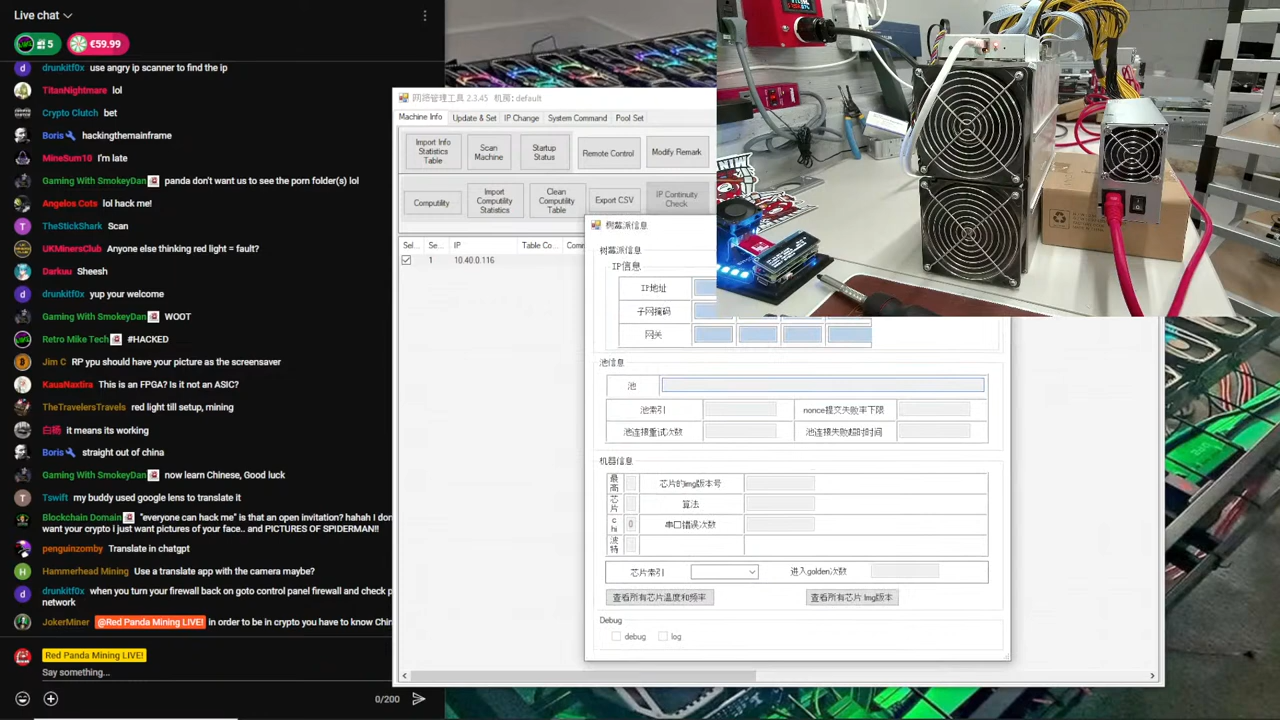 Live chat
5
€59.99
drunkitf0x use angry ip scanner to find the ip
TitanNightmare lol
Crypto Clutch bet
Boris hackingthemainframe
MineSum10 I'm late
Gaming With SmokeyDan panda don't want us to see the porn folder(s) lol
Angelos Cots lol hack me!
TheStickShark Scan
UKMinersClub Anyone else thinking red light = fault?
Darkuu Sheesh
drunkitf0x yup your welcome
Gaming With SmokeyDan WOOT
Retro Mike Tech #HACKED
Jim C RP ypu should have your picture as the screensaver
KauaNaxtira This is an FPGA? Is it not an ASIC?
TheTravelersTravels red light till setup, mining
白杨 it means its working
Boris straight out of china
Gaming With SmokeyDan now learn Chinese, Good luck
Tswift my buddy used google lens to translate it
Blockchain Domain "everyone can hack me" is that an open invitation? hahah I don
want your crypto i just want pictures of your face.. and PICTURES OF SPIDERMAN!!
penguinzomby Translate in chatgpt
Hammerhead Mining Use a translate app with the camera maybe?
drunkitf0x when you turn your firewall back on goto control panel firewall and check p
network
JokerMiner @Red Panda Mining LIVE! in order to be in crypto you have to know Chin
Red Panda Mining LIVE!
Say something...
0/200
管理工具 2.3.45 机房: default
Machine Info Update & Set IP Change System Command Pool Set
Import Info
Statistics
Table
Scan
Machine
Startup
Status
Remote Control
Modify Remark
Computility
Import
Computility
Statistics
Clean
Computility
Table
Export CSV
IP Continuity
Check
Sel... Se... IP Table Co... Comr
1 10.40.0.116
树莓派信息
树莓派信息
IP信息
IP地址
子网掩码
网关
池信息
池
池索引 nonce提交失败率下限
池连接重试次数 池连接失败超时时间
机器信息
最高 芯片的img版本号
芯片 算法
chi 0 串口错误次数
波特
芯片索引 进入golden次数
查看所有芯片温度和频率 查看所有芯片 Img版本
Debug
debug log